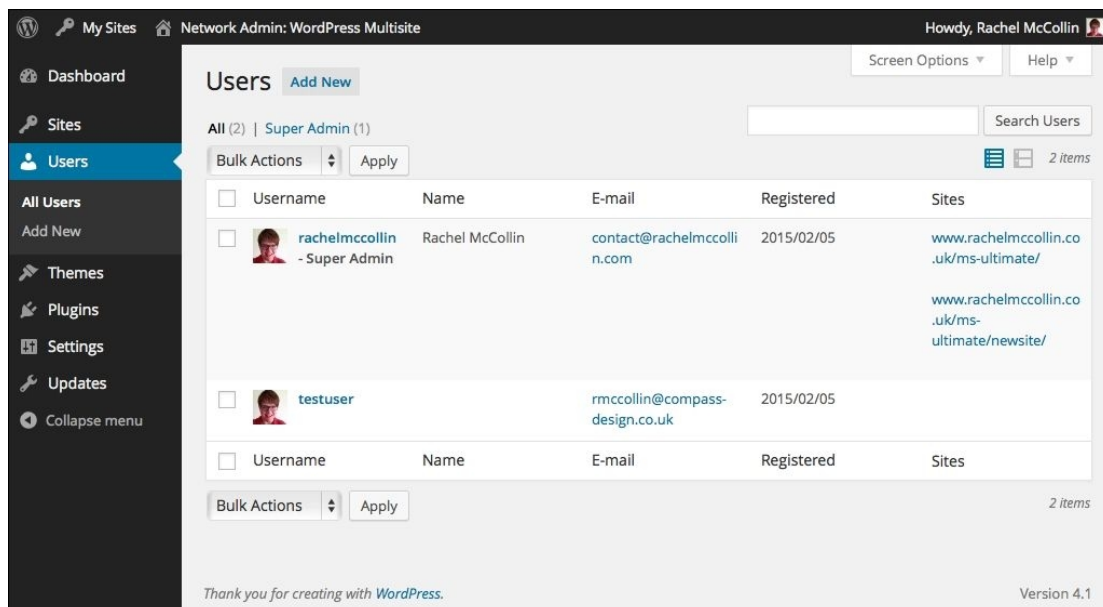 My Sites Network Admin: WordPress Multisite Howdy, Rachel McCollin
Screen Options Help
Dashboard
Sites
Users
All Users
Add New
Themes
Plugins
Settings
Updates
Collapse menu
Users Add New
All (2) | Super Admin (1)
Search Users
Bulk Actions Apply
2 items
Username Name E-mail Registered Sites
rachelmccollin Rachel McCollin contact@rachelmccolli 2015/02/05 www.rachelmccollin.co
- Super Admin n.com .uk/ms-ultimate/
www.rachelmccollin.co
.uk/ms-
ultimate/newsite/
testuser rmccollin@compass- 2015/02/05
design.co.uk
Username Name E-mail Registered Sites
Bulk Actions Apply
2 items
Thank you for creating with WordPress. Version 4.1